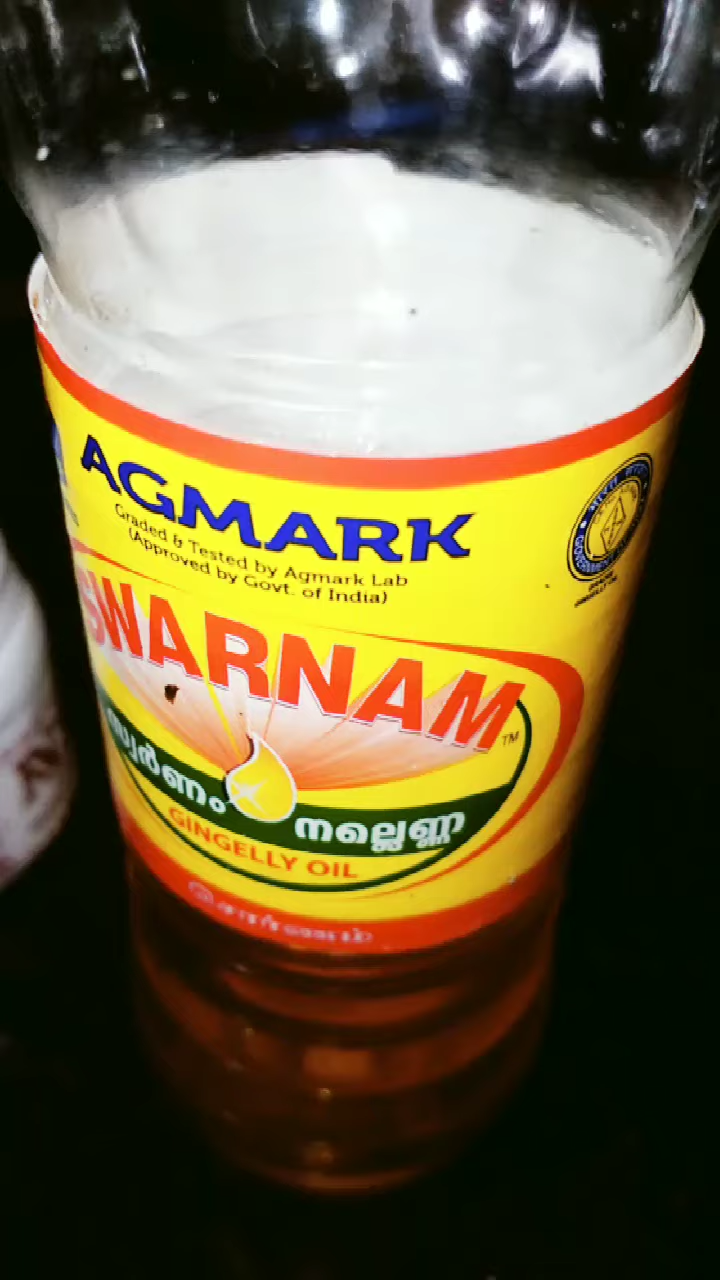 AGMARK
Graded & Tested by Agmark Lab
(Approved by Govt. of India)
SWARNAM
TM
സ്വർണം നല്ലെണ്ണ
GINGELLY OIL